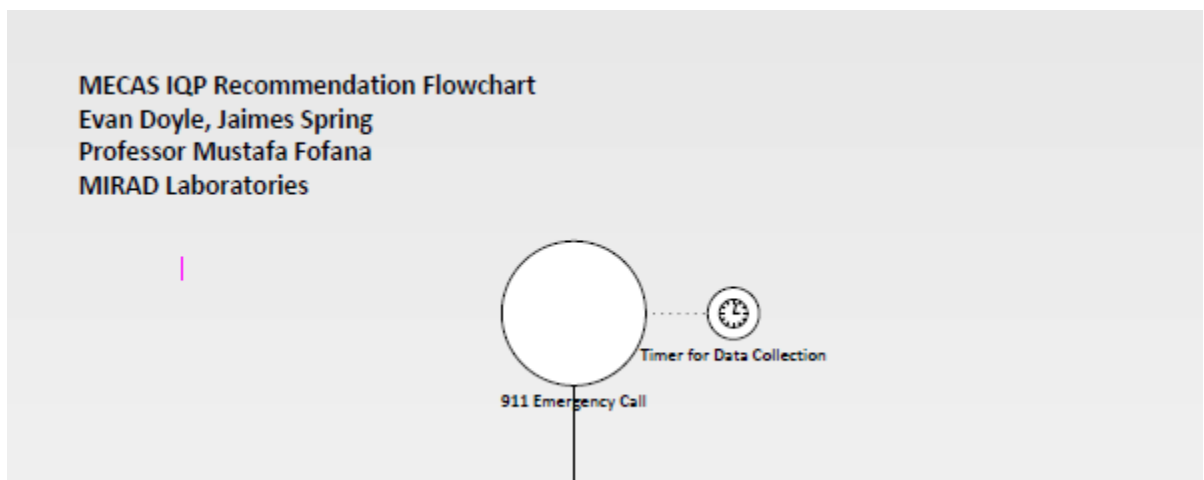 MECAS IQP Recommendation Flowchart
Evan Doyle, Jaimes Spring
Professor Mustafa Fofana
MIRAD Laboratories
Timer for Data Collection
911 Emergency Call